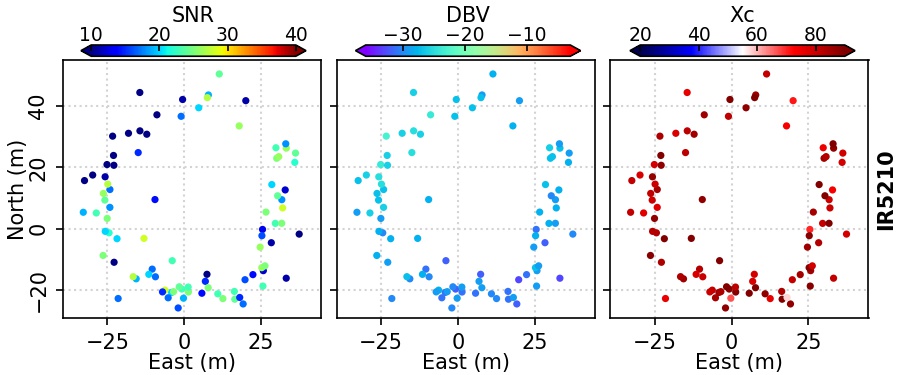 SNR DBV Xc
10 20 30 40 −30 −20 −10 20 40 60 80
North (m)
40
20
0
−20
−25 0 25 −25 0 25 −25 0 25
East (m) East (m) East (m)
IR5210